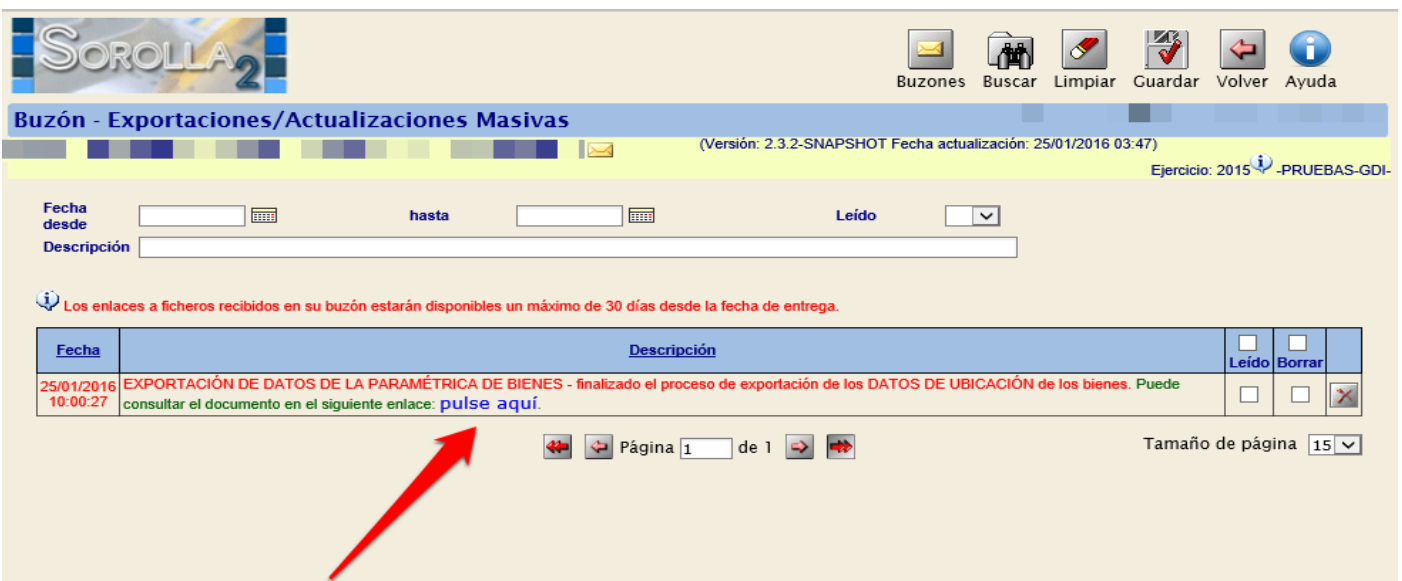 SOROLLA2
Buzones Buscar Limpiar Guardar Volver Ayuda
Buzón - Exportaciones/Actualizaciones Masivas
(Versión: 2.3.2-SNAPSHOT Fecha actualización: 25/01/2016 03:47)
Ejercicio: 2015 -PRUEBAS-GDI-
Fecha desde hasta Leído
Descripción
Los enlaces a ficheros recibidos en su buzón estarán disponibles un máximo de 30 días desde la fecha de entrega.
Fecha Descripción Leído Borrar
25/01/2016 EXPORTACIÓN DE DATOS DE LA PARAMÉTRICA DE BIENES - finalizado el proceso de exportación de los DATOS DE UBICACIÓN de los bienes. Puede
10:00:27 consultar el documento en el siguiente enlace: pulse aquí.
Página 1 de 1 Tamaño de página 15